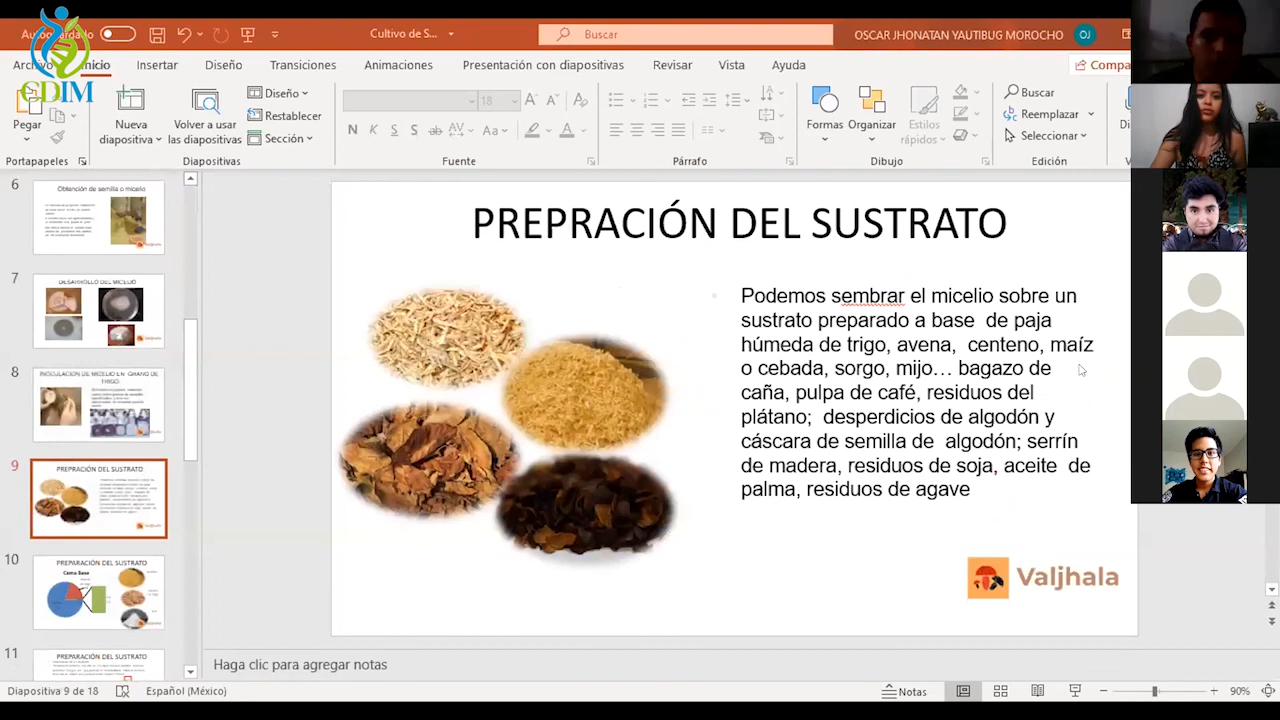 Cultivo de S...
Buscar
OSCAR JHONATAN YAUTIBUG MOROCHO
OJ
EDIM
Inicio
Insertar
Diseño
Transiciones
Animaciones
Presentación con diapositivas
Revisar
Vista
Ayuda
Pegar
Nueva
diapositiva
Volver a usar
las diapositivas
Diseño
Restablecer
Sección
18
Formas
Organizar
Estilos
rápidos
Buscar
Reemplazar
Seleccionar
Portapapeles
Diapositivas
Fuente
Párrafo
Dibujo
Edición
6
Obtención de semilla o micelio
7
DESARROLLO DEL MICELIO
8
INOCULACION DE MICELIO EN GRANO DE
TRIGO
9
PREPRACIÓN DEL SUSTRATO
10
PREPARACIÓN DEL SUSTRATO
Cama Base
11
PREPARACIÓN DEL SUSTRATO
PREPRACIÓN DEL SUSTRATO
Podemos sembrar el micelio sobre un
sustrato preparado a base de paja
húmeda de trigo, avena, centeno, maíz
o cebada, sorgo, mijo… bagazo de
caña, pulpa de café, residuos del
plátano; desperdicios de algodón y
cáscara de semilla de algodón; serrín
de madera, residuos de soja, aceite de
palma, residuos de agave
Valjhala
Haga clic para agregar notas
Diapositiva 9 de 18
Español (México)
Notas
90%